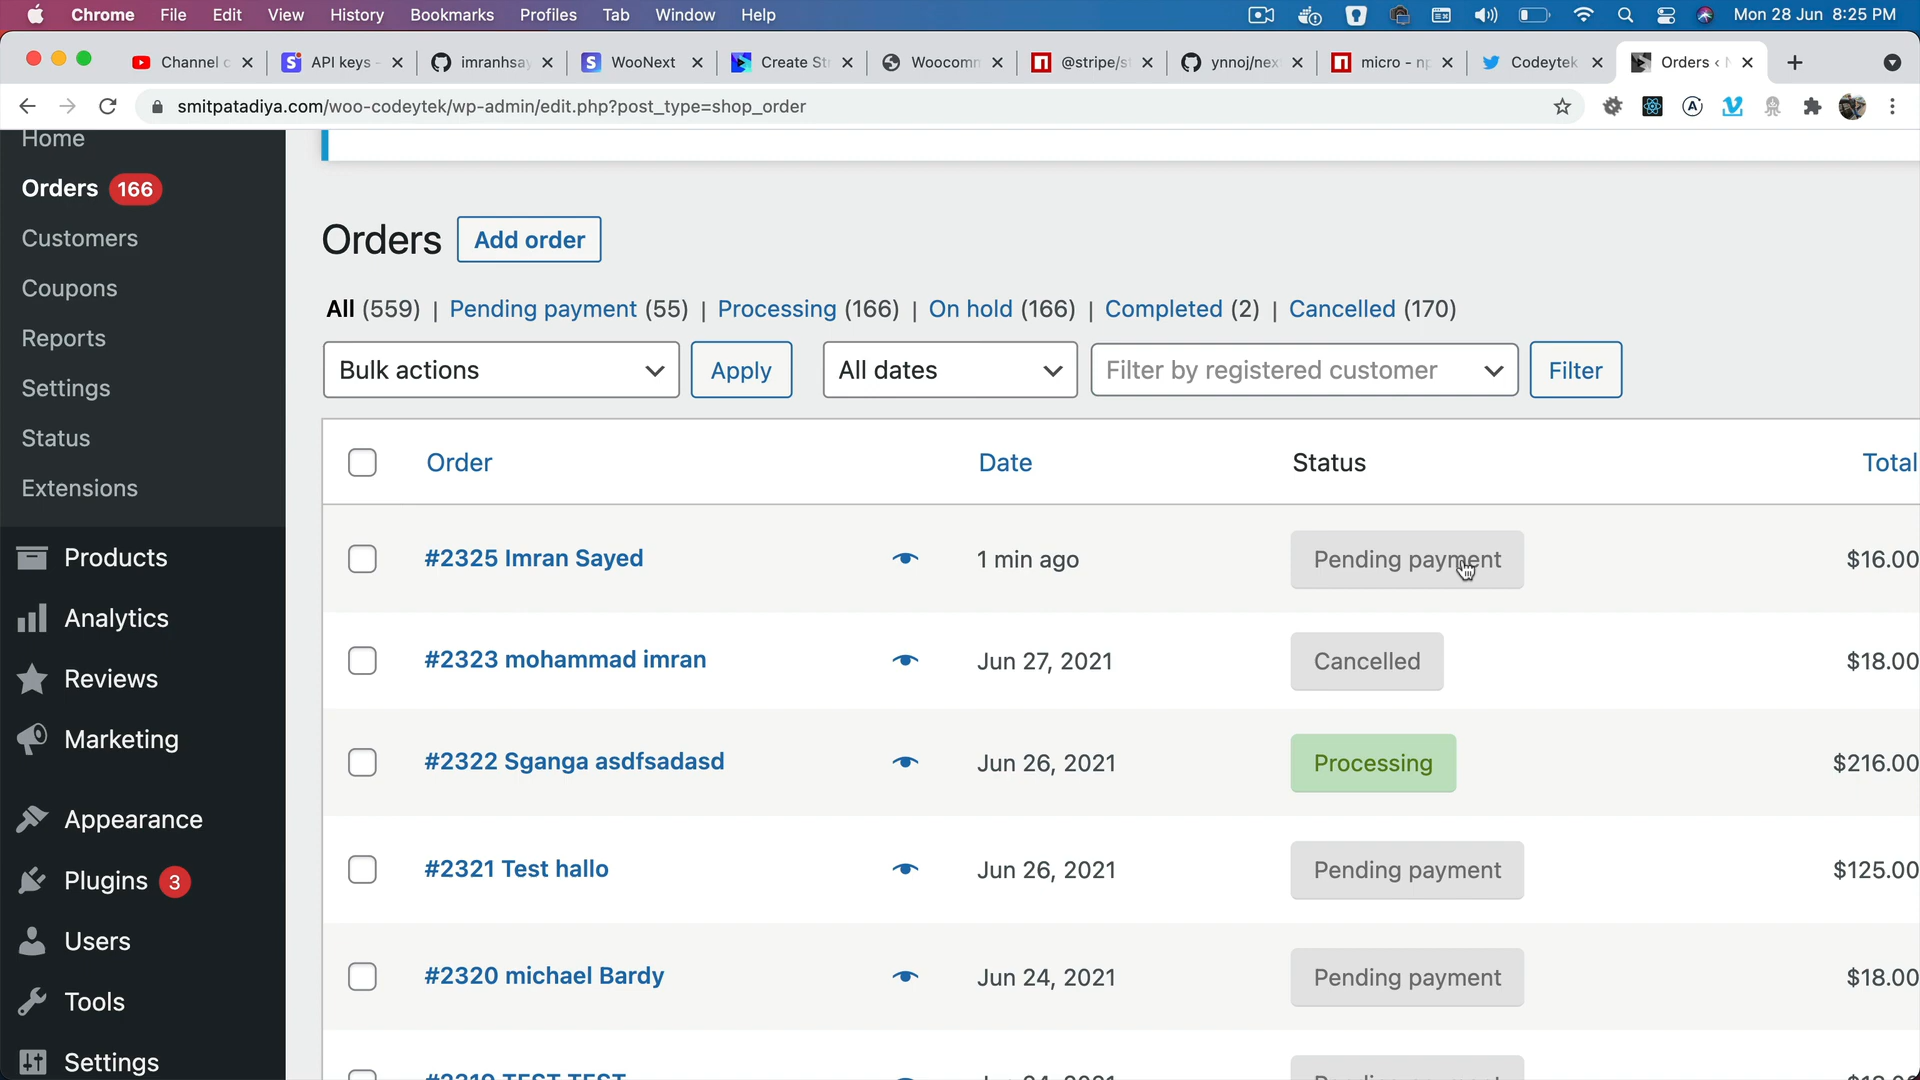 Chrome File Edit View History Bookmarks Profiles Tab Window Help Mon 28 Jun 8:25 PM
Channel API keys - imranhsay WooNext Create St Woocomm @stripe/s ynnoj/nex micro - np Codeytek Orders ‹
smitpatadiya.com/woo-codeytek/wp-admin/edit.php?post_type=shop_order
Home
Orders 166
Customers
Coupons
Reports
Settings
Status
Extensions
Products
Analytics
Reviews
Marketing
Appearance
Plugins 3
Users
Tools
Settings
Orders Add order
All (559) | Pending payment (55) | Processing (166) | On hold (166) | Completed (2) | Cancelled (170)
Bulk actions Apply All dates Filter by registered customer Filter
Order Date Status Total
#2325 Imran Sayed 1 min ago Pending payment $16.00
#2323 mohammad imran Jun 27, 2021 Cancelled $18.00
#2322 Sganga asdfsadasd Jun 26, 2021 Processing $216.00
#2321 Test hallo Jun 26, 2021 Pending payment $125.00
#2320 michael Bardy Jun 24, 2021 Pending payment $18.00
#2319 TEST TEST